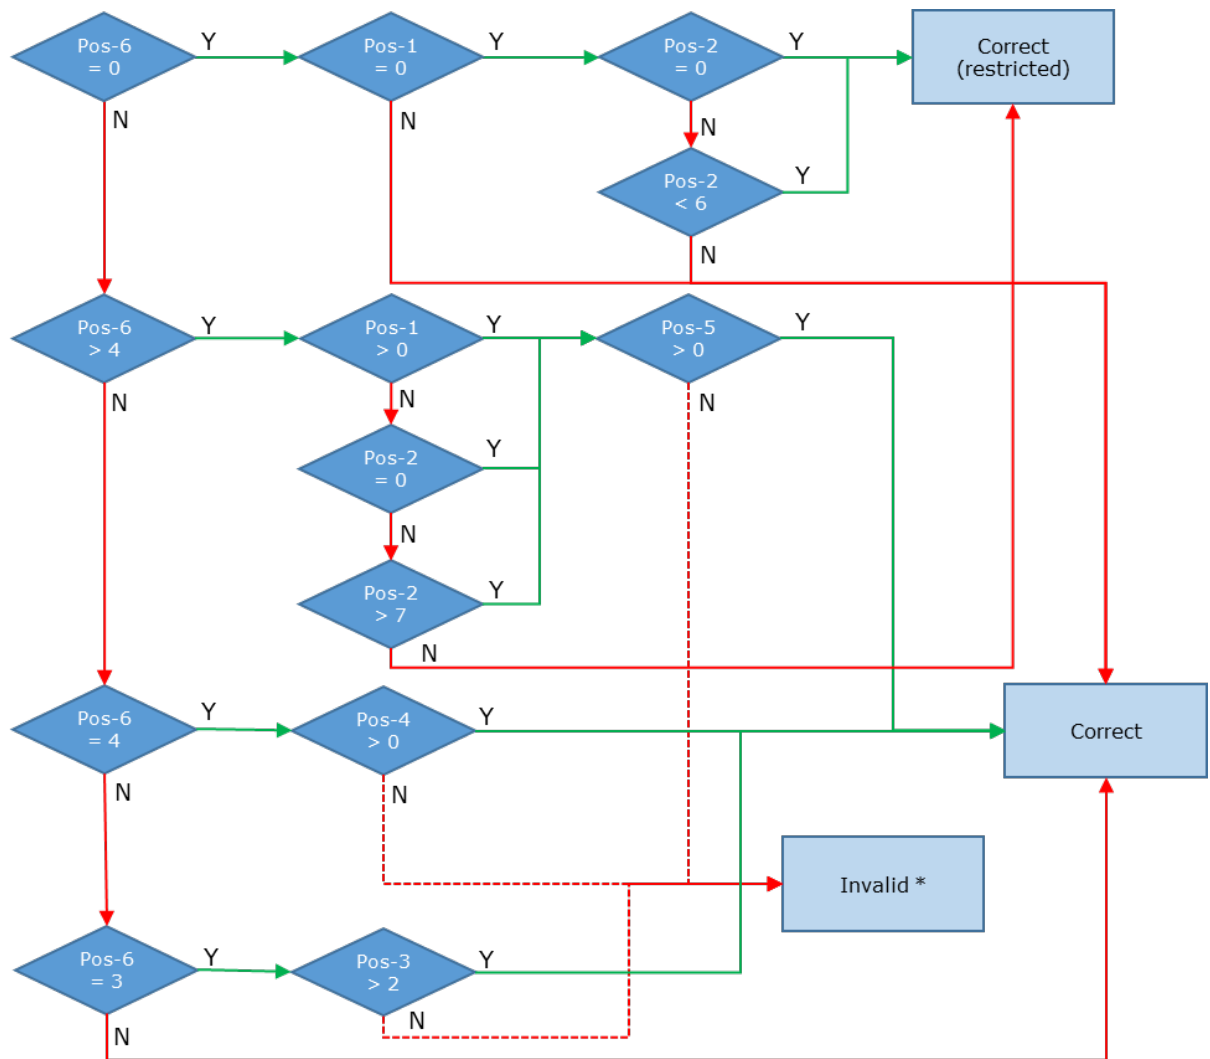 Pos-6
= 0
Y
Pos-1
= 0
Y
Pos-2
= 0
Y
Correct
(restricted)
N
N
N
Pos-2
< 6
Y
N
Pos-6
> 4
Y
Pos-1
> 0
Y
Pos-5
> 0
Y
N
N
N
Pos-2
= 0
Y
N
Pos-2
> 7
Y
N
Pos-6
= 4
Y
Pos-4
> 0
Y
Correct
N
N
Invalid *
Pos-6
= 3
Y
Pos-3
> 2
Y
N
N